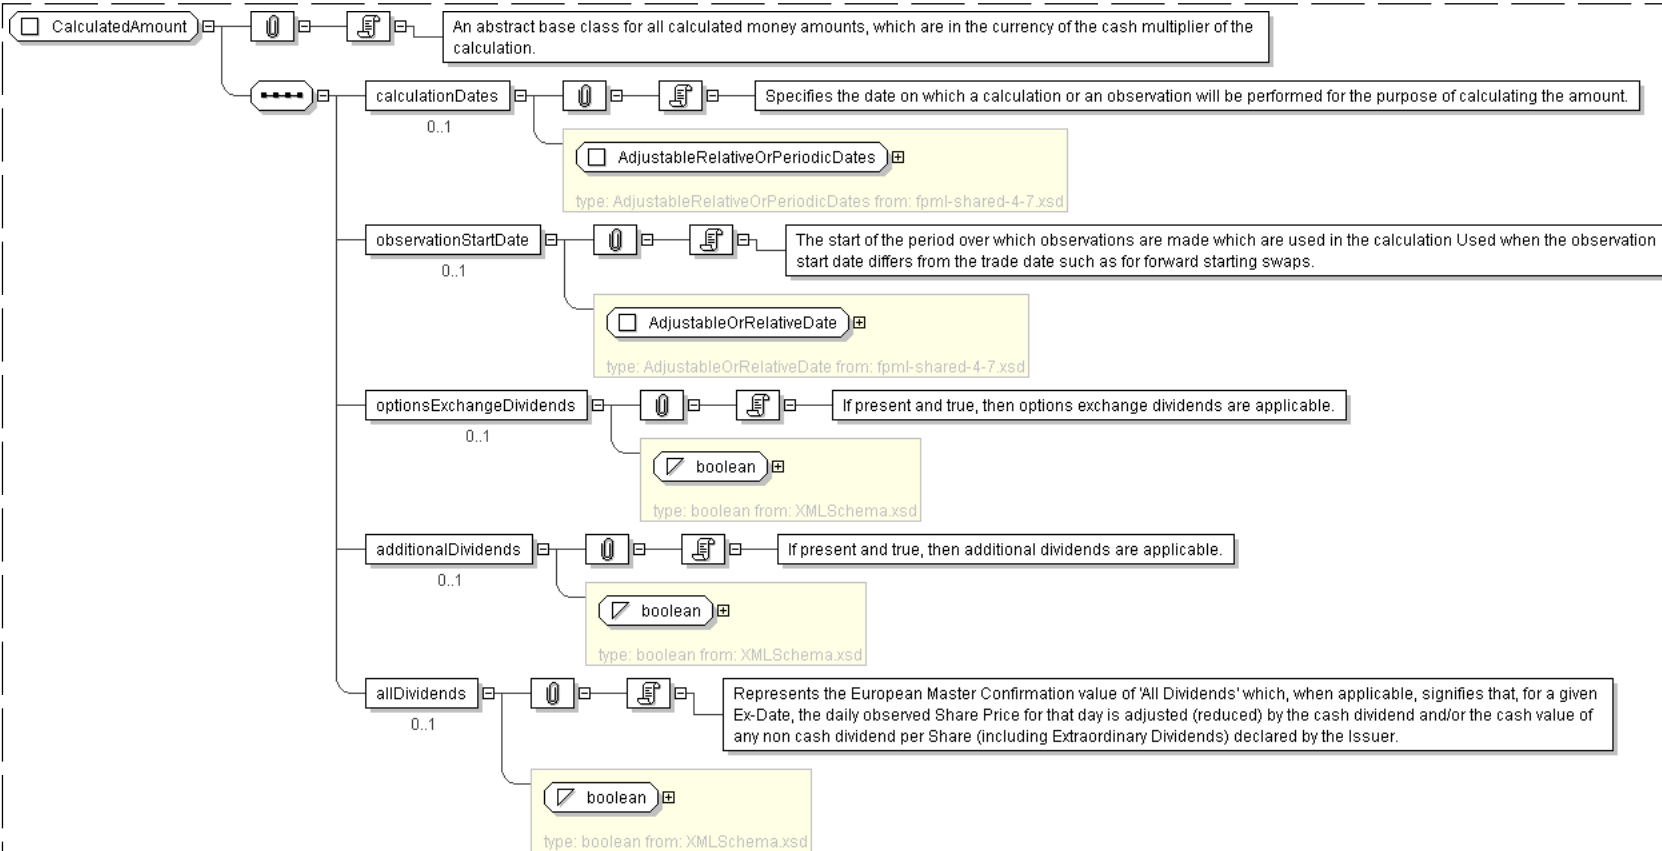 CalculatedAmount
An abstract base class for all calculated money amounts, which are in the currency of the cash multiplier of the
calculation.
calculationDates
0..1
Specifies the date on which a calculation or an observation will be performed for the purpose of calculating the amount.
AdjustableRelativeOrPeriodicDates
type: AdjustableRelativeOrPeriodicDates from: fpml-shared-4-7.xsd
observationStartDate
0..1
The start of the period over which observations are made which are used in the calculation Used when the observation
start date differs from the trade date such as for forward starting swaps.
AdjustableOrRelativeDate
type: AdjustableOrRelativeDate from: fpml-shared-4-7.xsd
optionsExchangeDividends
0..1
If present and true, then options exchange dividends are applicable.
boolean
type: boolean from: XMLSchema.xsd
additionalDividends
0..1
If present and true, then additional dividends are applicable.
boolean
type: boolean from: XMLSchema.xsd
allDividends
0..1
Represents the European Master Confirmation value of 'All Dividends' which, when applicable, signifies that, for a given
Ex-Date, the daily observed Share Price for that day is adjusted (reduced) by the cash dividend and/or the cash value of
any non cash dividend per Share (including Extraordinary Dividends) declared by the Issuer.
boolean
type: boolean from: XMLSchema.xsd